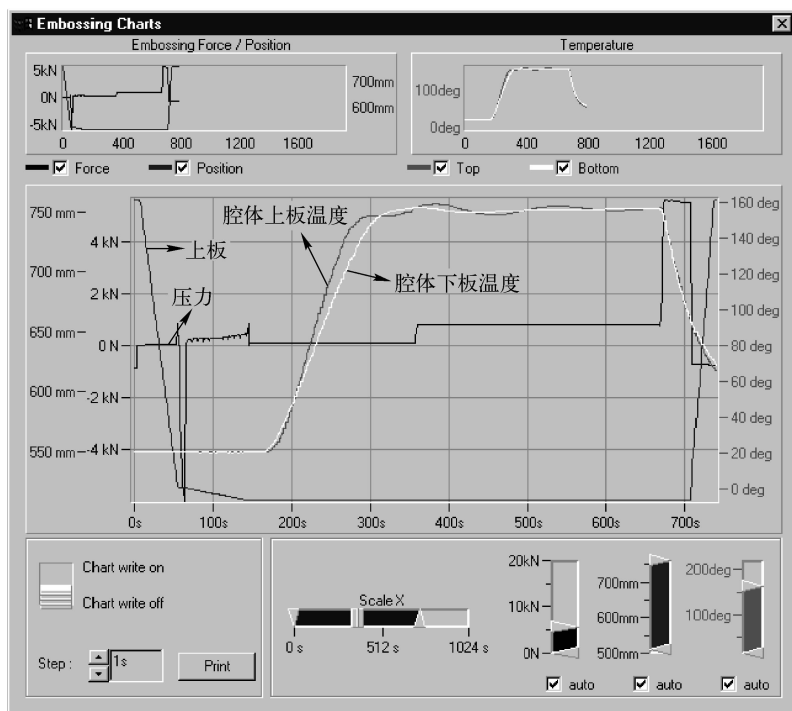 Embossing Charts
Embossing Force / Position
Temperature
5kN
0N
-5kN
700mm
600mm
0 400 800 1200 1600
100deg
0deg
0 400 800 1200 1600
Force
Position
Top
Bottom
750 mm
700 mm
650 mm
600 mm
550 mm
4 kN
2 kN
0 N
-2 kN
-4 kN
腔体上板温度
上板
腔体下板温度
压力
160 deg
140 deg
120 deg
100 deg
80 deg
60 deg
40 deg
20 deg
0 deg
0s 100s 200s 300s 400s 500s 600s 700s
Chart write on
Chart write off
Step :
1s
Print
Scale X
0 s 512 s 1024 s
20kN
10kN
0N
700mm
600mm
500mm
200deg
100deg
auto
auto
auto